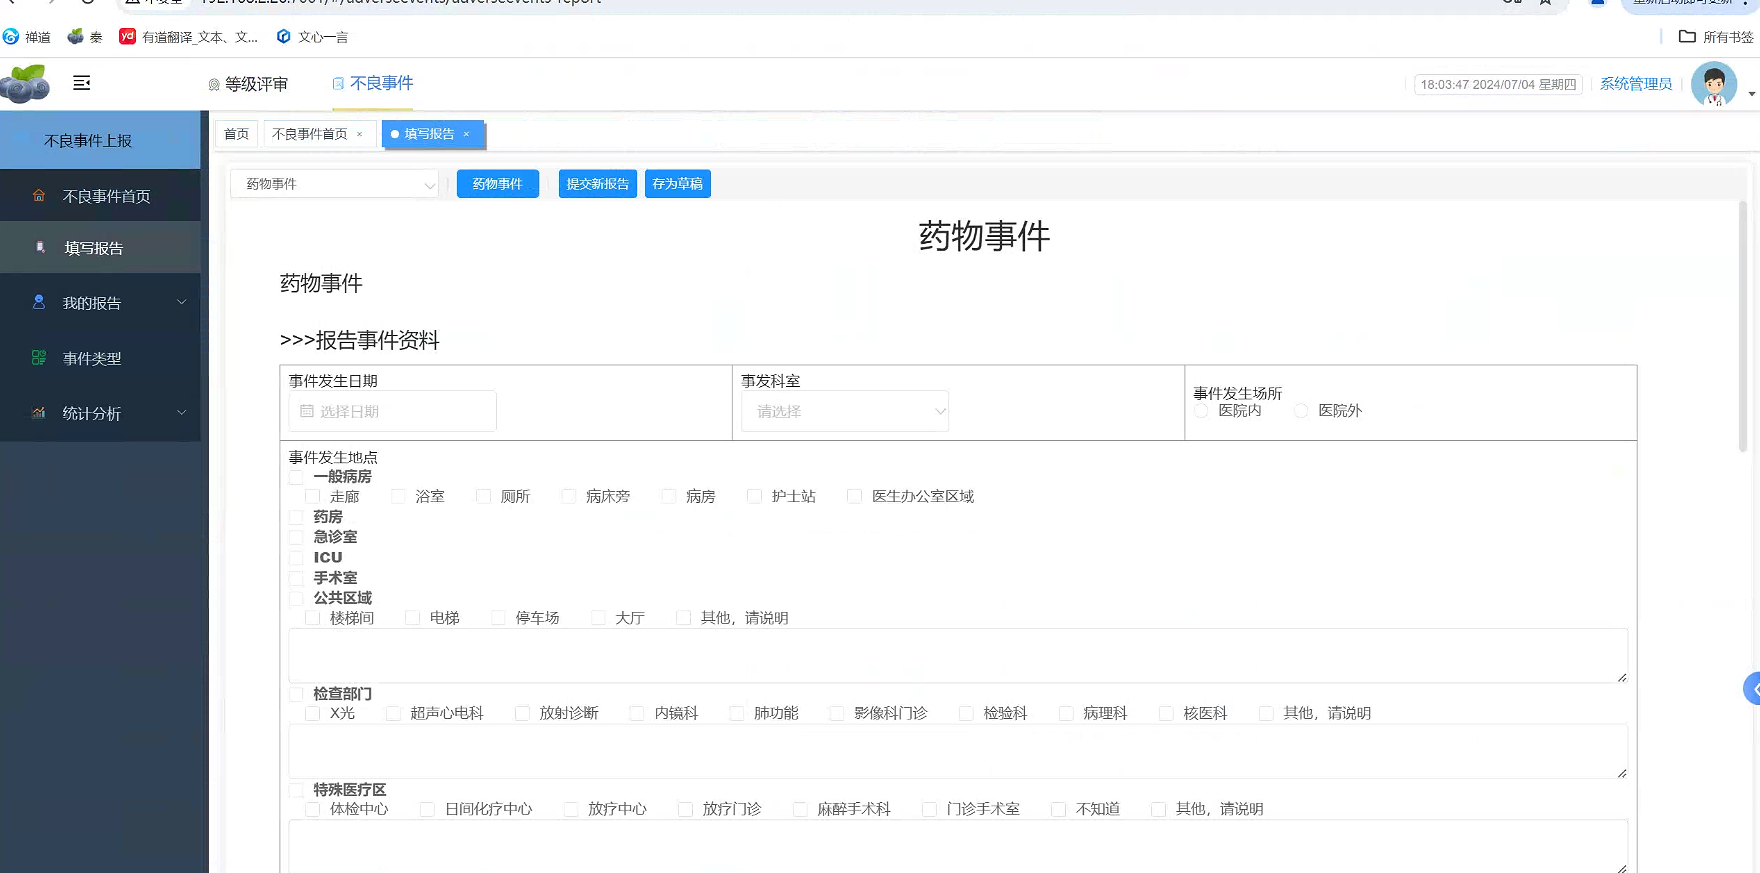 禅道 秦 有道翻译_文本、文... 文心一言 所有书签
等级评审 不良事件 18:03:47 2024/07/04 星期四 系统管理员
不良事件上报 首页 不良事件首页 × 填写报告 ×
药物事件 药物事件 提交新报告 存为草稿
不良事件首页
填写报告
我的报告
事件类型
统计分析
药物事件
药物事件
>>>报告事件资料
事件发生日期 事发科室 事件发生场所
选择日期 请选择 医院内 医院外
事件发生地点
一般病房
走廊 浴室 厕所 病床旁 病房 护士站 医生办公室区域
药房
急诊室
ICU
手术室
公共区域
楼梯间 电梯 停车场 大厅 其他，请说明
检查部门
X光 超声心电科 放射诊断 内镜科 肺功能 影像科门诊 检验科 病理科 核医科 其他，请说明
特殊医疗区
体检中心 日间化疗中心 放疗中心 放疗门诊 麻醉手术科 门诊手术室 不知道 其他，请说明